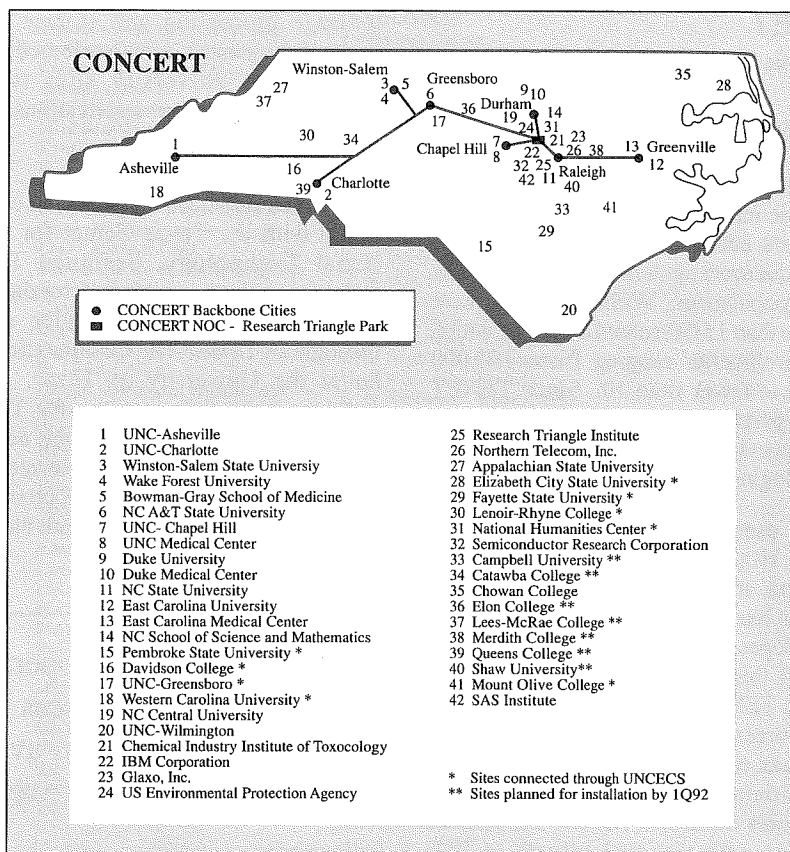 CONCERT
Winston-Salem
Greensboro
Durham
Chapel Hill
Raleigh
Greenville
Asheville
Charlotte
35
28
27
37
3
5
4
6
17
36
9
10
19
14
24
31
1
30
34
7
8
21
23
22
26
38
13
12
16
32
25
42
11
40
39
2
18
33
41
29
15
20
CONCERT Backbone Cities
CONCERT NOC - Research Triangle Park
1 UNC-Asheville
2 UNC-Charlotte
3 Winston-Salem State Universiy
4 Wake Forest University
5 Bowman-Gray School of Medicine
6 NC A&T State University
7 UNC- Chapel Hill
8 UNC Medical Center
9 Duke University
10 Duke Medical Center
11 NC State University
12 East Carolina University
13 East Carolina Medical Center
14 NC School of Science and Mathematics
15 Pembroke State University *
16 Davidson College *
17 UNC-Greensboro *
18 Western Carolina University *
19 NC Central University
20 UNC-Wilmington
21 Chemical Industry Institute of Toxocology
22 IBM Corporation
23 Glaxo, Inc.
24 US Environmental Protection Agency
25 Research Triangle Institute
26 Northern Telecom, Inc.
27 Appalachian State University
28 Elizabeth City State University *
29 Fayette State University *
30 Lenoir-Rhyne College *
31 National Humanities Center *
32 Semiconductor Research Corporation
33 Campbell University **
34 Catawba College **
35 Chowan College
36 Elon College **
37 Lees-McRae College **
38 Merdith College **
39 Queens College **
40 Shaw University**
41 Mount Olive College *
42 SAS Institute
* Sites connected through UNCECS
** Sites planned for installation by 1Q92